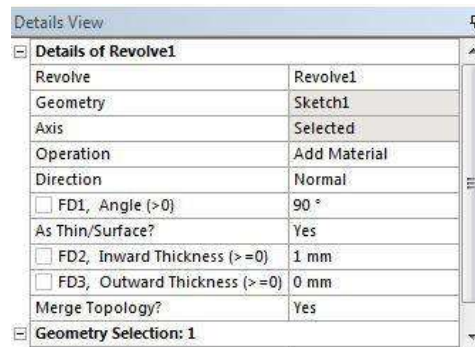 Details View
Details of Revolve1
Revolve Revolve1
Geometry Sketch1
Axis Selected
Operation Add Material
Direction Normal
FD1, Angle (>0) 90 °
As Thin/Surface? Yes
FD2, Inward Thickness (>=0) 1 mm
FD3, Outward Thickness (>=0) 0 mm
Merge Topology? Yes
Geometry Selection: 1